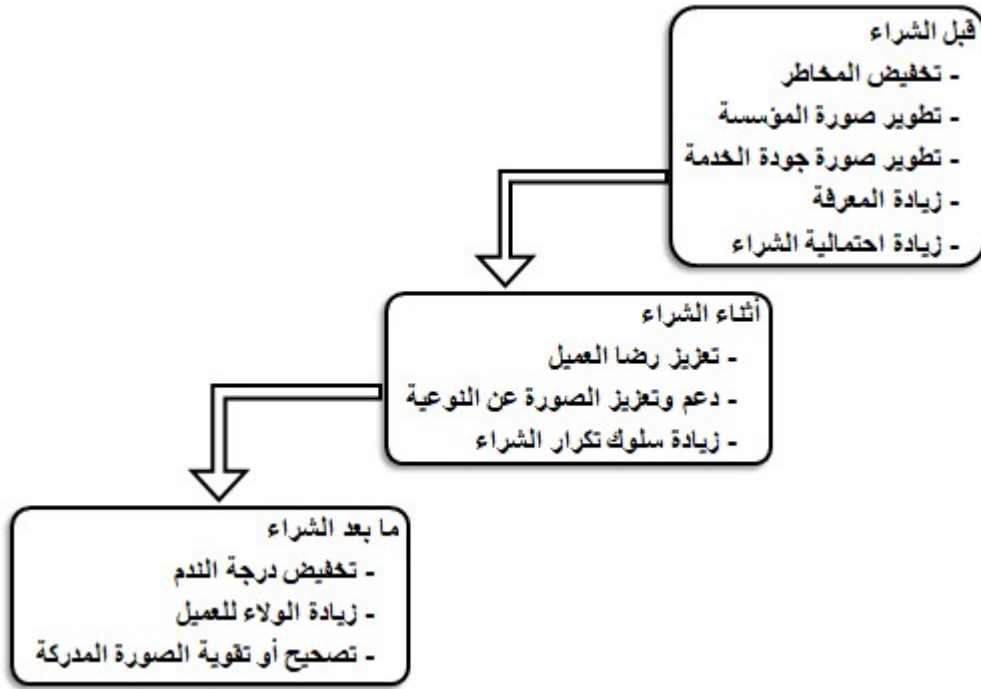 قبل الشراء
- تخفيض المخاطر
- تطوير صورة المؤسسة
- تطوير صورة جودة الخدمة
- زيادة المعرفة
- زيادة احتمالية الشراء
أثناء الشراء
- تعزيز رضا العميل
- دعم وتعزيز الصورة عن النوعية
- زيادة سلوك تكرار الشراء
ما بعد الشراء
- تخفيض درجة الندم
- زيادة الولاء للعميل
- تصحيح أو تقوية الصورة المدركة